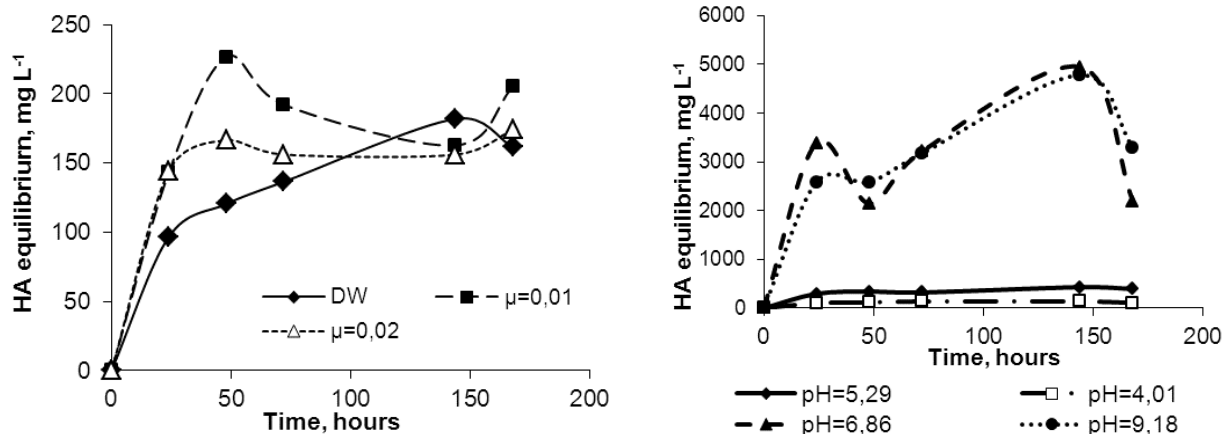 HA equilibriurn, mg L-1
250
200
150
100
50
0
DW
µ=0,01
µ=0,02
0 50 100 150 200
Time, hours
HA equilibrium, mg L-1
6000
5000
4000
3000
2000
1000
0
0 50 100 150 200
Time, hours
pH=5,29
pH=4,01
pH=6,86
pH=9,18